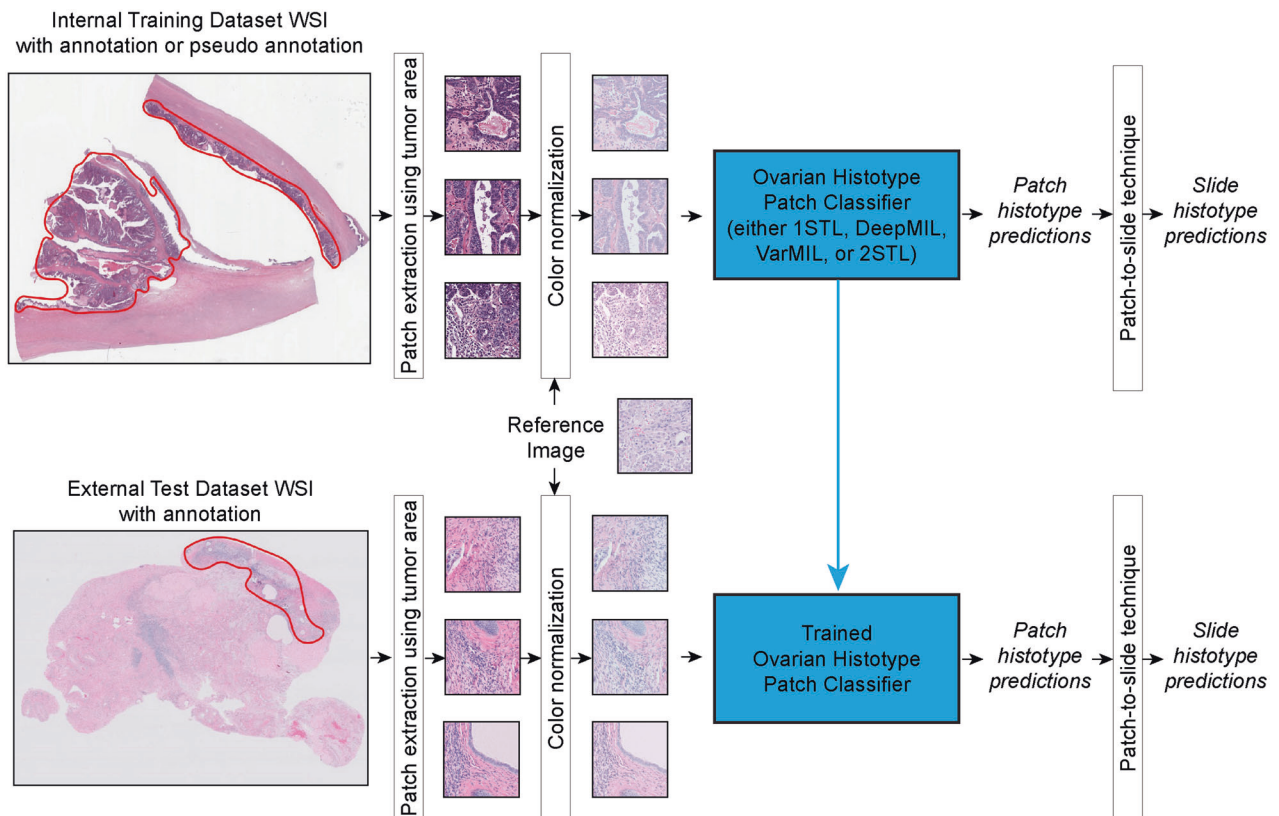 Internal Training Dataset WSI
with annotation or pseudo annotation
Patch extraction using tumor area
Color normalization
Ovarian Histotype
Patch Classifier
(either 1STL, DeepMIL,
VarMIL, or 2STL)
Patch
histotype
predictions
Patch-to-slide technique
Slide
histotype
predictions
Reference
Image
External Test Dataset WSI
with annotation
Patch extraction using tumor area
Color normalization
Trained
Ovarian Histotype
Patch Classifier
Patch
histotype
predictions
Patch-to-slide technique
Slide
histotype
predictions